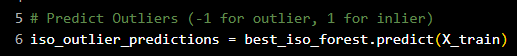 5 # Predict Outliers (-1 for outlier, 1 for inlier)
6 iso_outlier_predictions = best_iso_forest.predict(X_train)